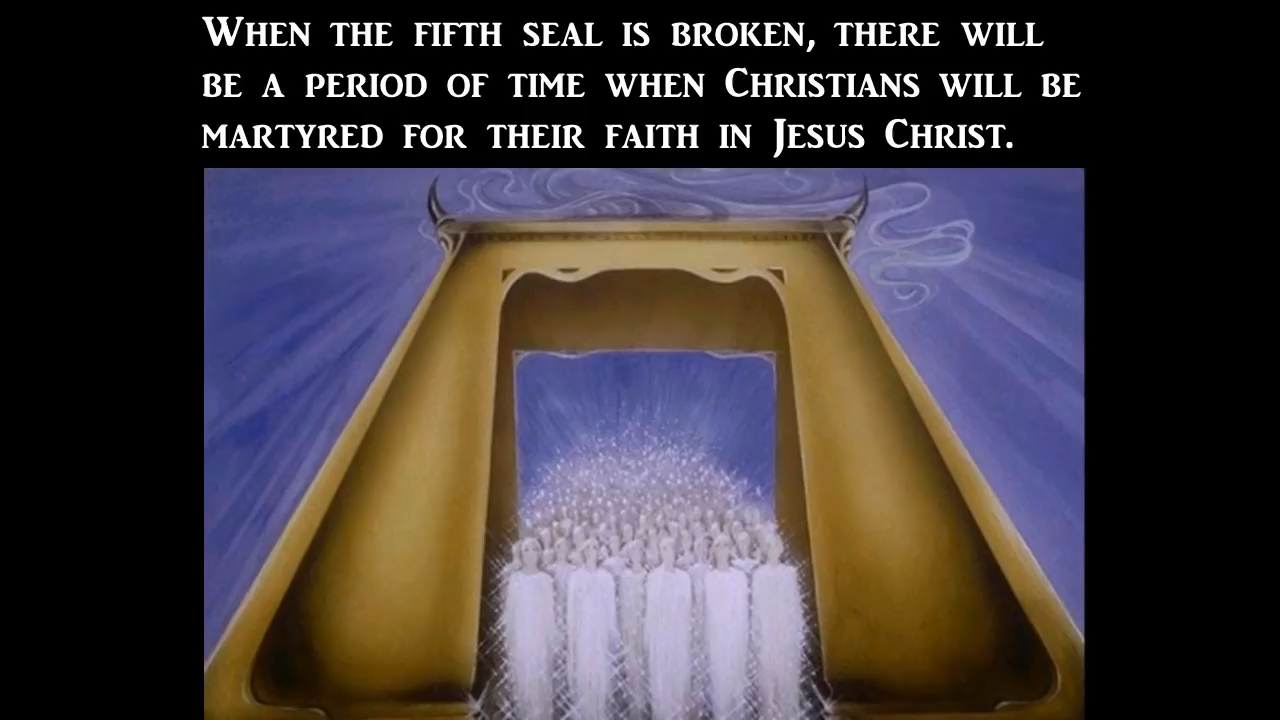 When the fifth seal is broken, there will
be a period of time when Christians will be
martyred for their faith in Jesus Christ.